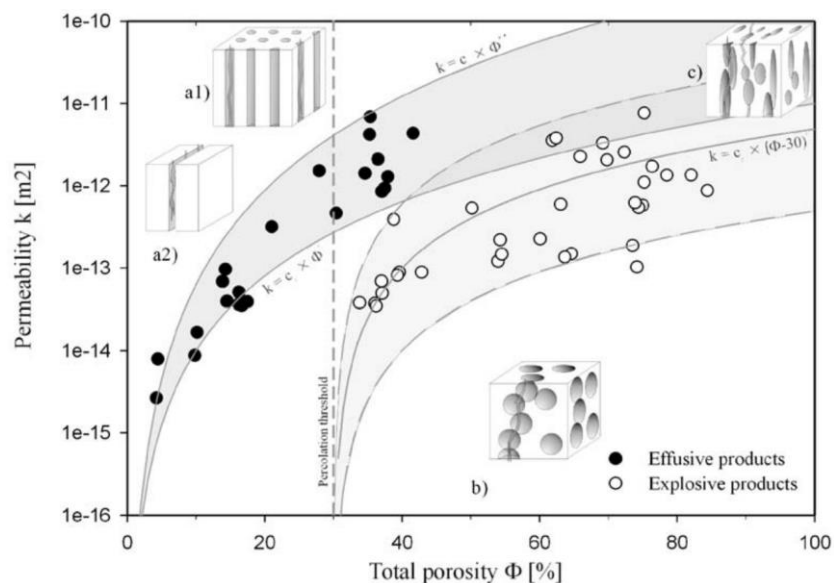 1e-10
1e-11
1e-12
1e-13
1e-14
1e-15
1e-16
Permeability k [m2]
a1)
a2)
k = c × Φ
k = c × Φ
c)
k = c × (Φ-30)
Percolation threshold
b)
Effusive products
Explosive products
0 20 40 60 80 100
Total porosity Φ [%]